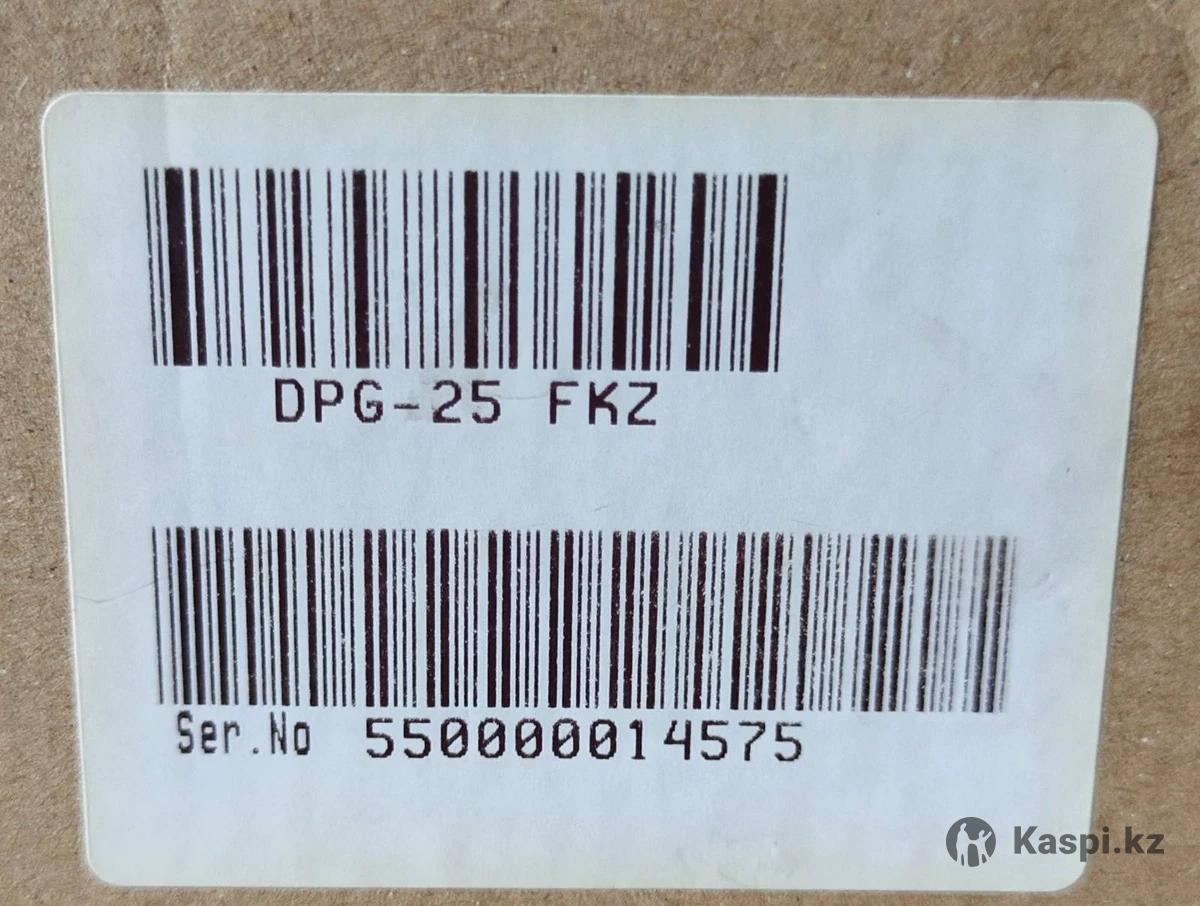 DPG-25 FKZ
Ser.No 550000014575
Kaspi.kz